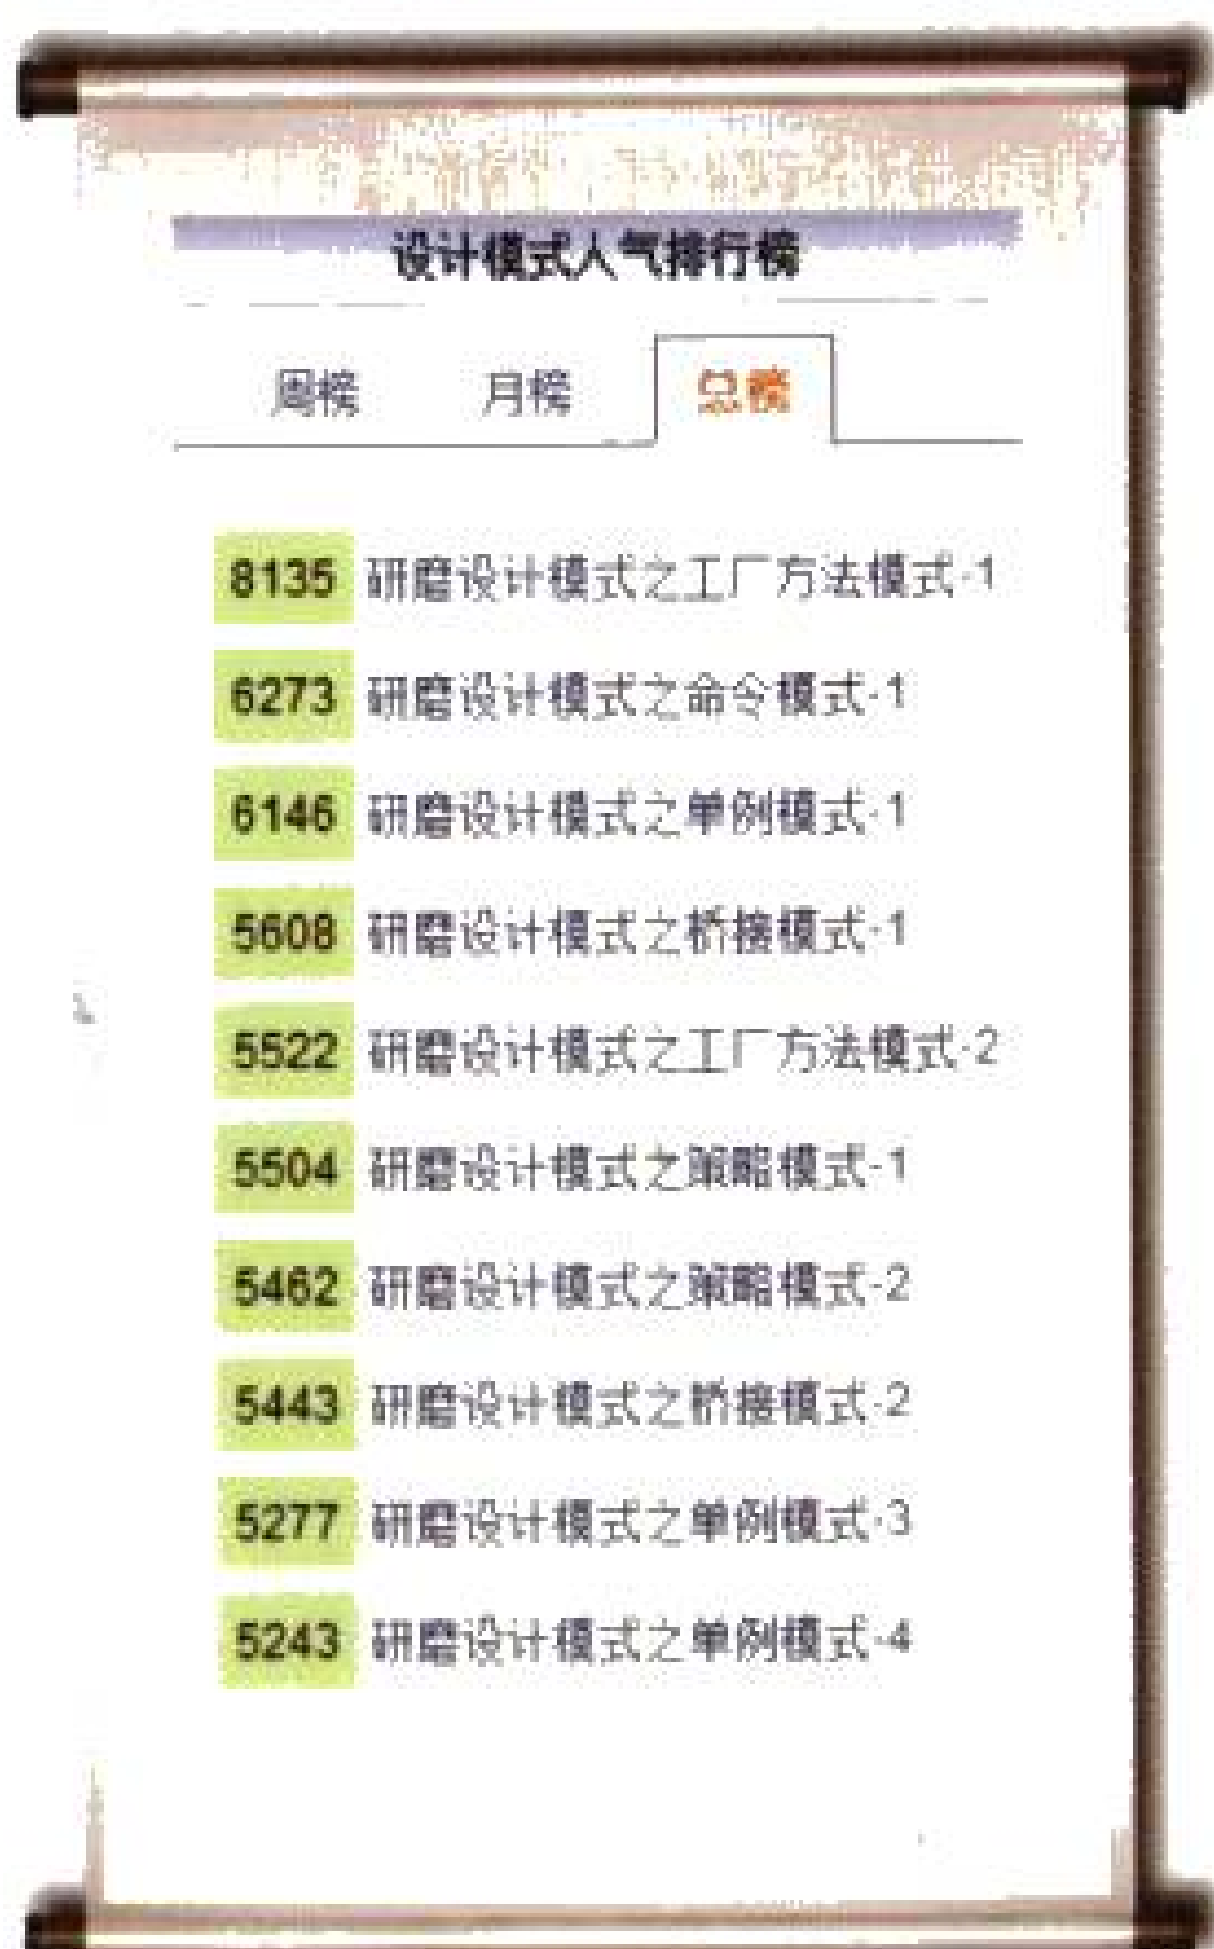 设计模式人气排行榜
周榜 月榜 总榜
8135 研磨设计模式之工厂方法模式-1
6273 研磨设计模式之命令模式-1
6146 研磨设计模式之单例模式-1
5608 研磨设计模式之桥接模式-1
5522 研磨设计模式之工厂方法模式-2
5504 研磨设计模式之策略模式-1
5462 研磨设计模式之策略模式-2
5443 研磨设计模式之桥接模式-2
5277 研磨设计模式之单例模式-3
5243 研磨设计模式之单例模式-4